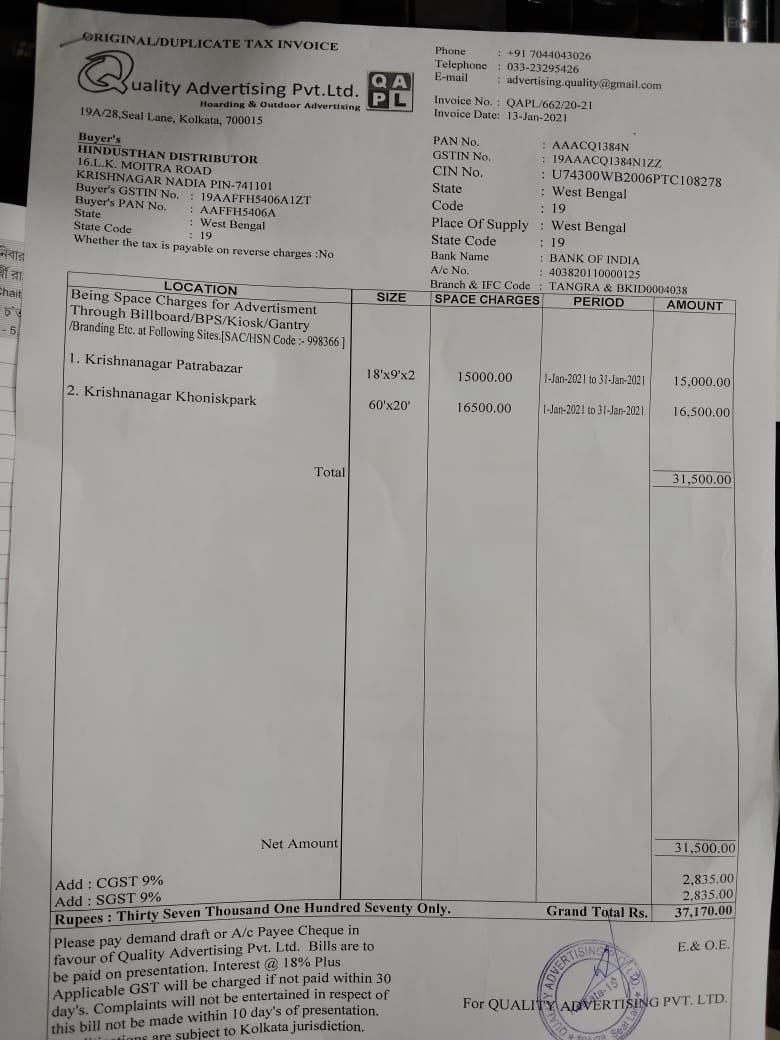 ORIGINAL/DUPLICATE TAX INVOICE
Quality Advertising Pvt.Ltd.
Hoarding & Outdoor Advertixing
QA
PL
19A/28,Seal Lane, Kolkata, 700015
Phone : +91 7044043026
Telephone : 033-23295426
E-mail : advertising.quality@gmail.com
Invoice No. : QAPL/662/20-21
Invoice Date: 13-Jan-2021
Buyer's
HINDUSTHAN DISTRIBUTOR
16.L.K. MOITRA ROAD
KRISHNAGAR NADIA PIN-741101
Buyer's GSTIN No. : 19AAFFH5406A1ZT
Buyer's PAN No. : AAFFH5406A
State : West Bengal
State Code : 19
Whether the tax is payable on reverse charges :No
PAN No. : AAACQ1384N
GSTIN No. : 19AAACQ1384N1ZZ
CIN No. : U74300WB2006PTC108278
State : West Bengal
Code : 19
Place Of Supply : West Bengal
State Code : 19
Bank Name : BANK OF INDIA
A/c No. : 403820110000125
Branch & IFC Code : TANGRA & BKID0004038
LOCATION SIZE SPACE CHARGES PERIOD AMOUNT
Being Space Charges for Advertisment
Through Billboard/BPS/Kiosk/Gantry
/Branding Etc. at Following Sites.[SAC/HSN Code :- 998366 ]
1. Krishnanagar Patrabazar 18'x9'x2 15000.00 1-Jan-2021 to 31-Jan-2021 15,000.00
2. Krishnanagar Khoniskpark 60'x20' 16500.00 1-Jan-2021 to 31-Jan-2021 16,500.00
Total 31,500.00
Net Amount 31,500.00
Add : CGST 9% 2,835.00
Add : SGST 9% 2,835.00
Rupees : Thirty Seven Thousand One Hundred Seventy Only. Grand Total Rs. 37,170.00
Please pay demand draft or A/c Payee Cheque in
favour of Quality Advertising Pvt. Ltd. Bills are to
be paid on presentation. Interest @ 18% Plus
Applicable GST will be charged if not paid within 30
day's. Complaints will not be entertained in respect of
this bill not be made within 10 day's of presentation.
are subject to Kolkata jurisdiction.
E.& O.E.
For QUALITY ADVERTISING PVT. LTD.